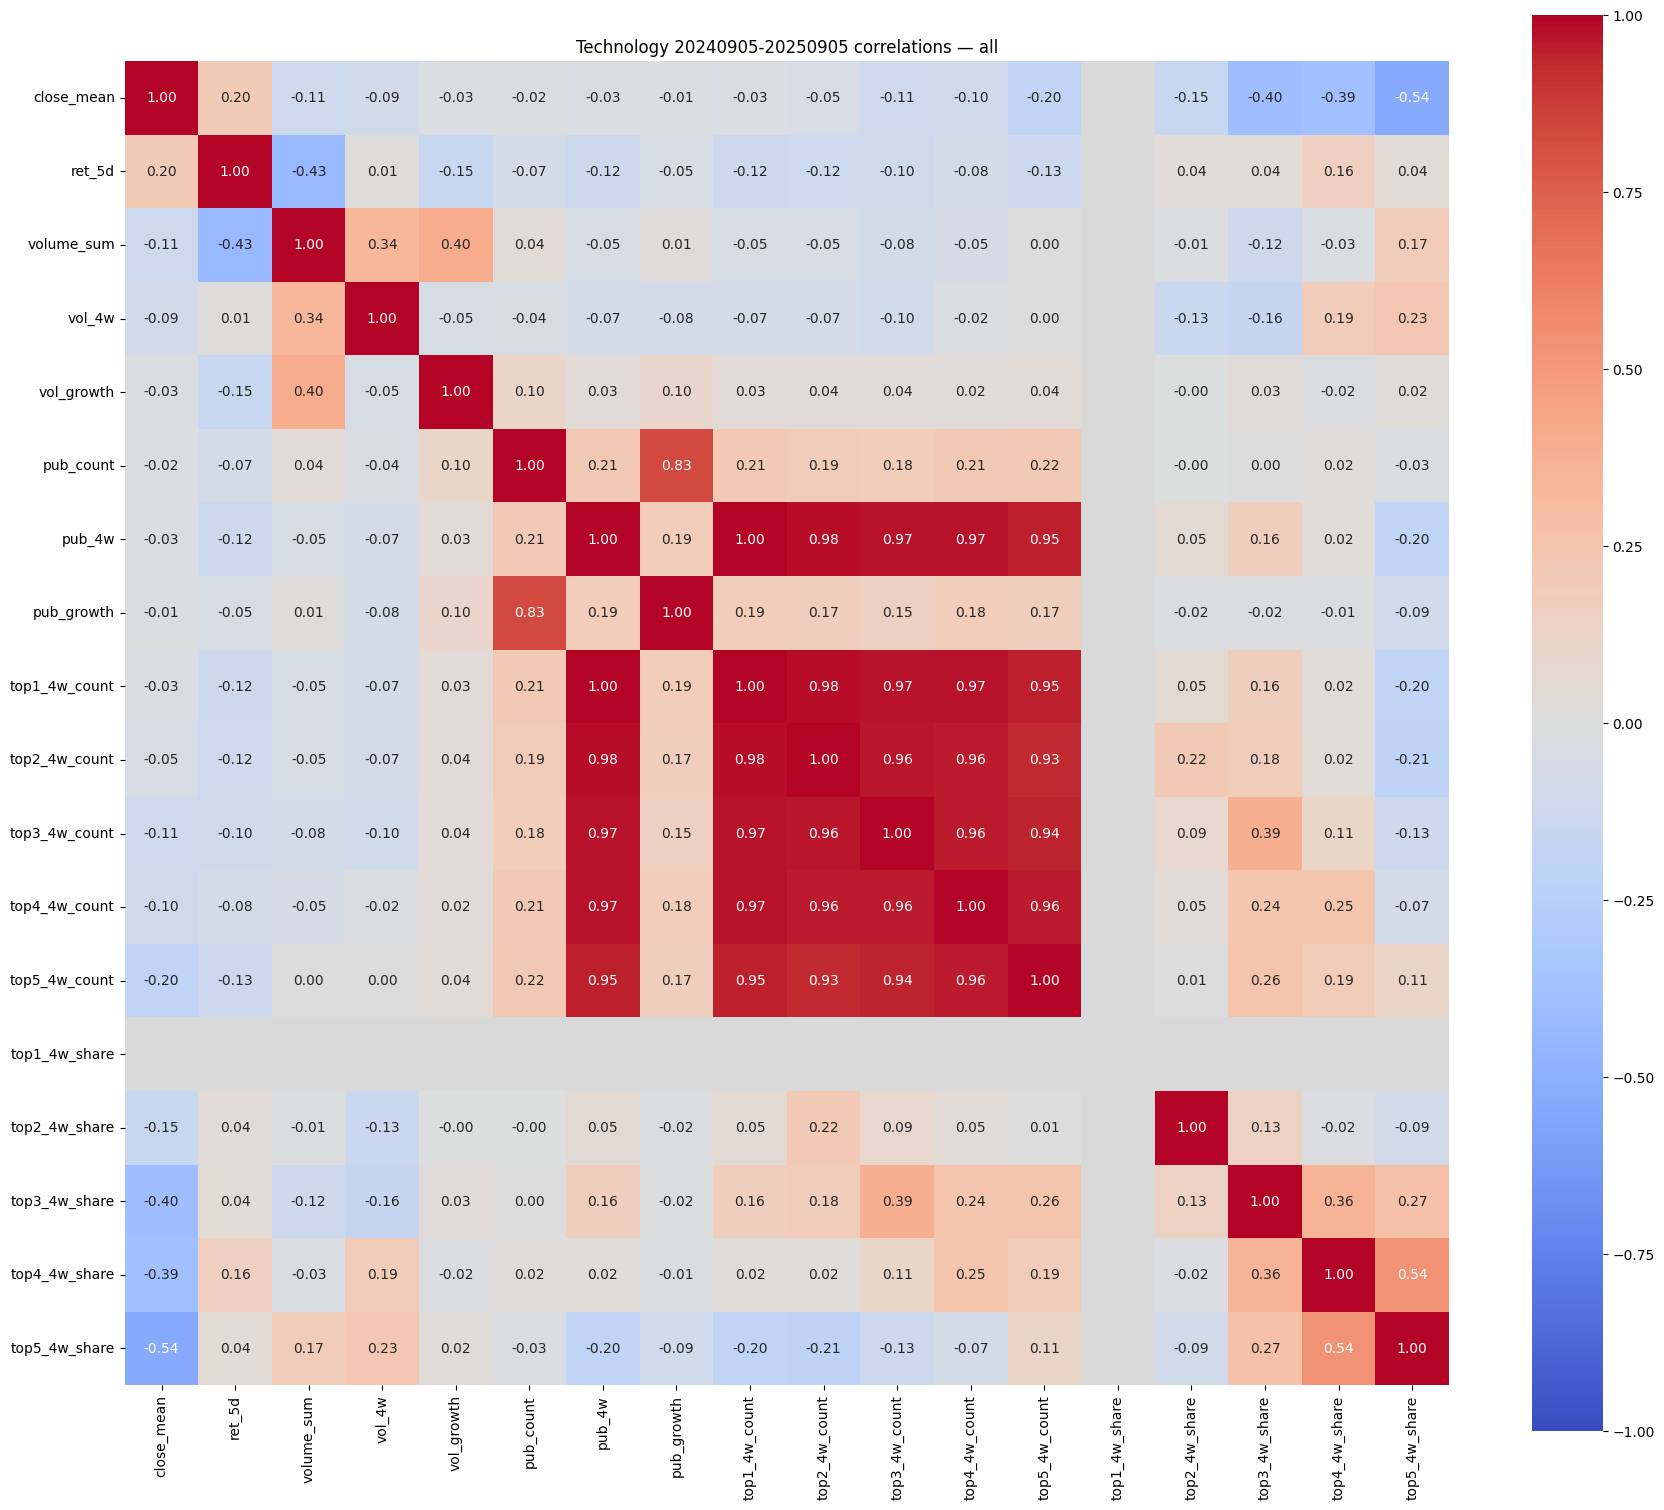 Technology 20240905-20250905 correlations — all
close_mean 1.00 0.20 -0.11 -0.09 -0.03 -0.02 -0.03 -0.01 -0.03 -0.05 -0.11 -0.10 -0.20 -0.15 -0.40 -0.39 -0.54
ret_5d 0.20 1.00 -0.43 0.01 -0.15 -0.07 -0.12 -0.05 -0.12 -0.12 -0.10 -0.08 -0.13 0.04 0.04 0.16 0.04
volume_sum -0.11 -0.43 1.00 0.34 0.40 0.04 -0.05 0.01 -0.05 -0.05 -0.08 -0.05 0.00 -0.01 -0.12 -0.03 0.17
vol_4w -0.09 0.01 0.34 1.00 -0.05 -0.04 -0.07 -0.08 -0.07 -0.07 -0.10 -0.02 0.00 -0.13 -0.16 0.19 0.23
vol_growth -0.03 -0.15 0.40 -0.05 1.00 0.10 0.03 0.10 0.03 0.04 0.04 0.02 0.04 -0.00 0.03 -0.02 0.02
pub_count -0.02 -0.07 0.04 -0.04 0.10 1.00 0.21 0.83 0.21 0.19 0.18 0.21 0.22 -0.00 0.00 0.02 -0.03
pub_4w -0.03 -0.12 -0.05 -0.07 0.03 0.21 1.00 0.19 1.00 0.98 0.97 0.97 0.95 0.05 0.16 0.02 -0.20
pub_growth -0.01 -0.05 0.01 -0.08 0.10 0.83 0.19 1.00 0.19 0.17 0.15 0.18 0.17 -0.02 -0.02 -0.01 -0.09
top1_4w_count -0.03 -0.12 -0.05 -0.07 0.03 0.21 1.00 0.19 1.00 0.98 0.97 0.97 0.95 0.05 0.16 0.02 -0.20
top2_4w_count -0.05 -0.12 -0.05 -0.07 0.04 0.19 0.98 0.17 0.98 1.00 0.96 0.96 0.93 0.22 0.18 0.02 -0.21
top3_4w_count -0.11 -0.10 -0.08 -0.10 0.04 0.18 0.97 0.15 0.97 0.96 1.00 0.96 0.94 0.09 0.39 0.11 -0.13
top4_4w_count -0.10 -0.08 -0.05 -0.02 0.02 0.21 0.97 0.18 0.97 0.96 0.96 1.00 0.96 0.05 0.24 0.25 -0.07
top5_4w_count -0.20 -0.13 0.00 0.00 0.04 0.22 0.95 0.17 0.95 0.93 0.94 0.96 1.00 0.01 0.26 0.19 0.11
top1_4w_share
top2_4w_share -0.15 0.04 -0.01 -0.13 -0.00 -0.00 0.05 -0.02 0.05 0.22 0.09 0.05 0.01 1.00 0.13 -0.02 -0.09
top3_4w_share -0.40 0.04 -0.12 -0.16 0.03 0.00 0.16 -0.02 0.16 0.18 0.39 0.24 0.26 0.13 1.00 0.36 0.27
top4_4w_share -0.39 0.16 -0.03 0.19 -0.02 0.02 0.02 -0.01 0.02 0.02 0.11 0.25 0.19 -0.02 0.36 1.00 0.54
top5_4w_share -0.54 0.04 0.17 0.23 0.02 -0.03 -0.20 -0.09 -0.20 -0.21 -0.13 -0.07 0.11 -0.09 0.27 0.54 1.00
close_mean ret_5d volume_sum vol_4w vol_growth pub_count pub_4w pub_growth top1_4w_count top2_4w_count top3_4w_count top4_4w_count top5_4w_count top1_4w_share top2_4w_share top3_4w_share top4_4w_share top5_4w_share
1.00
0.75
0.50
0.25
0.00
−0.25
−0.50
−0.75
−1.00